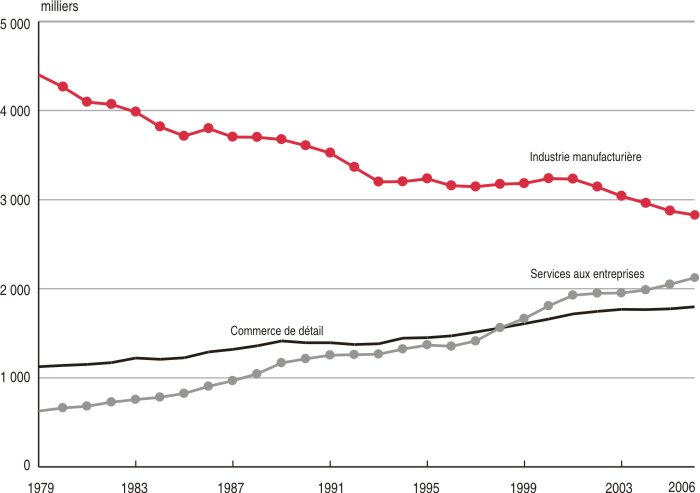 milliers
5 000
4 000
3 000
2 000
1 000
0
Industrie manufacturière
Services aux entreprises
Commerce de détail
1979 1983 1987 1991 1995 1999 2003 2006